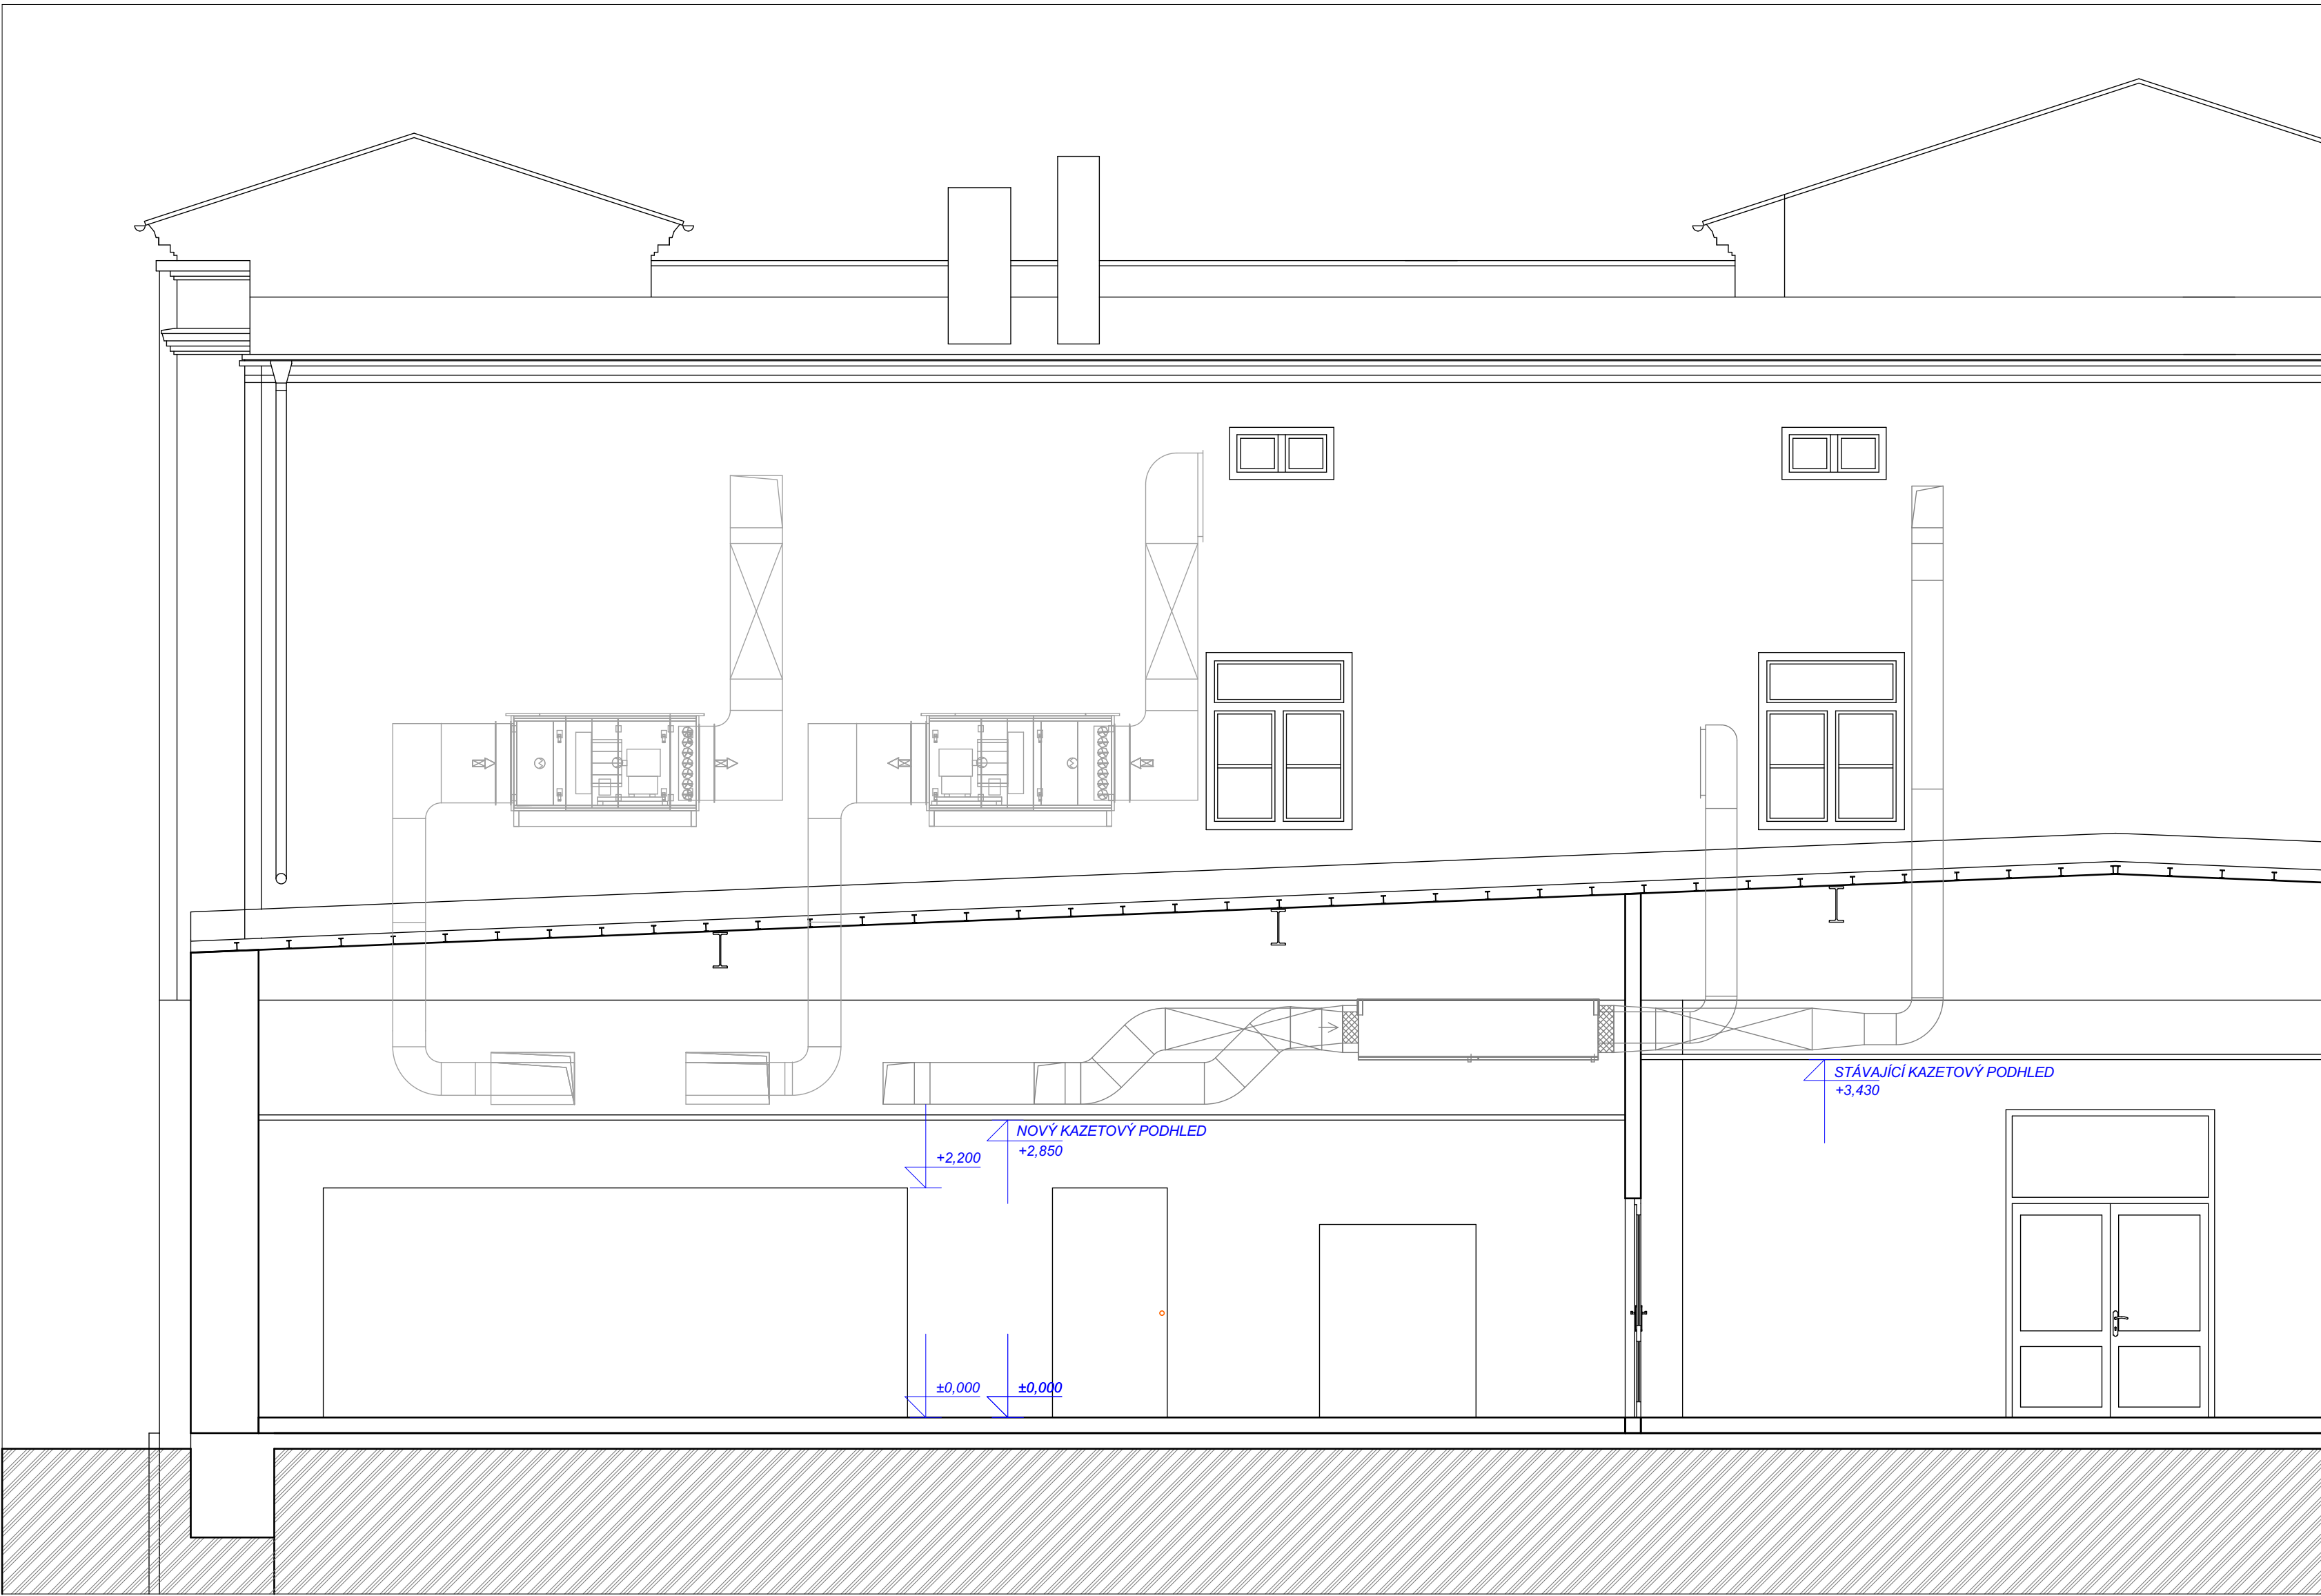 STÁVAJÍCÍ KAZETOVÝ PODHLED
+3,430
NOVÝ KAZETOVÝ PODHLED
+2,850
+2,200
±0,000
±0,000